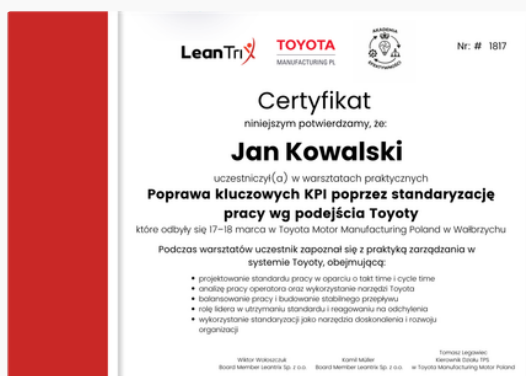 LeanTrix
TOYOTA
MANUFACTURING PL
AKADEMIA
EFEKTYWNOŚCI
Nr: # 1817
Certyfikat
niniejszym potwierdzamy, że:
Jan Kowalski
uczestniczył(a) w warsztatach praktycznych
Poprawa kluczowych KPI poprzez standaryzację
pracy wg podejścia Toyoty
które odbyły się 17–18 marca w Toyota Motor Manufacturing Poland w Wałbrzychu
Podczas warsztatów uczestnik zapoznał się z praktyką zarządzania w
systemie Toyoty, obejmującą:
• projektowanie standardu pracy w oparciu o takt time i cycle time
• analizę pracy operatora oraz wykorzystanie narzędzi Toyota
• balansowanie pracy i budowanie stabilnego przepływu
• rolę lidera w utrzymaniu standardu i reagowaniu na odchylenia
• wykorzystanie standaryzacji jako narzędzia doskonalenia i rozwoju
organizacji
Wiktor Wołoszczuk
Board Member Leantrix Sp. z o.o.
Kamil Müller
Board Member Leantrix Sp. z o.o.
Tomasz Legawiec
Kierownik Działu TPS
w Toyota Manufacturing Motor Poland